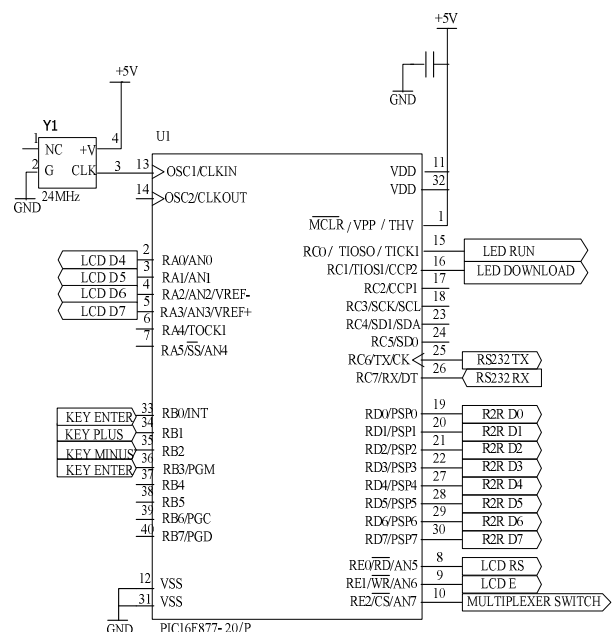 +5V
+5V
GND
Y1
U1
1 NC +V 4
2 G CLK 3
24MHz
GND
13 OSC1/CLKIN
14 OSC2/CLKOUT
VDD 11
VDD 32
MCLR / VPP / THV 1
LCD D4 2 RA0/AN0
LCD D5 3 RA1/AN1
LCD D6 4 RA2/AN2/VREF-
LCD D7 5 RA3/AN3/VREF+
6 RA4/TOCK1
7 RA5/SS/AN4
RC0/ TIOSO/ TICK1 15 LED RUN
RC1/TIOS1/CCP2 16 LED DOWNLOAD
RC2/CCP1 17
RC3/SCK/SCL 18
RC4/SD1/SDA 23
RC5/SD0 24
RC6/TX/CK 25 RS232 TX
RC7/RX/DT 26 RS232 RX
KEY ENTER 33 RB0/INT
KEY PLUS 34 RB1
KEY MINUS 35 RB2
KEY ENTER 36 RB3/PGM
37 RB4
38 RB5
39 RB6/PGC
40 RB7/PGD
RD0/PSP0 19 R2R D0
RD1/PSP1 20 R2R D1
RD2/PSP2 21 R2R D2
RD3/PSP3 22 R2R D3
RD4/PSP4 27 R2R D4
RD5/PSP5 28 R2R D5
RD6/PSP6 29 R2R D6
RD7/PSP7 30 R2R D7
RE0/RD/AN5 8 LCD RS
RE1/WR/AN6 9 LCD E
RE2/CS/AN7 10 MULTIPLEXER SWITCH
12 VSS
31 VSS
GND
PIC16F877- 20/P